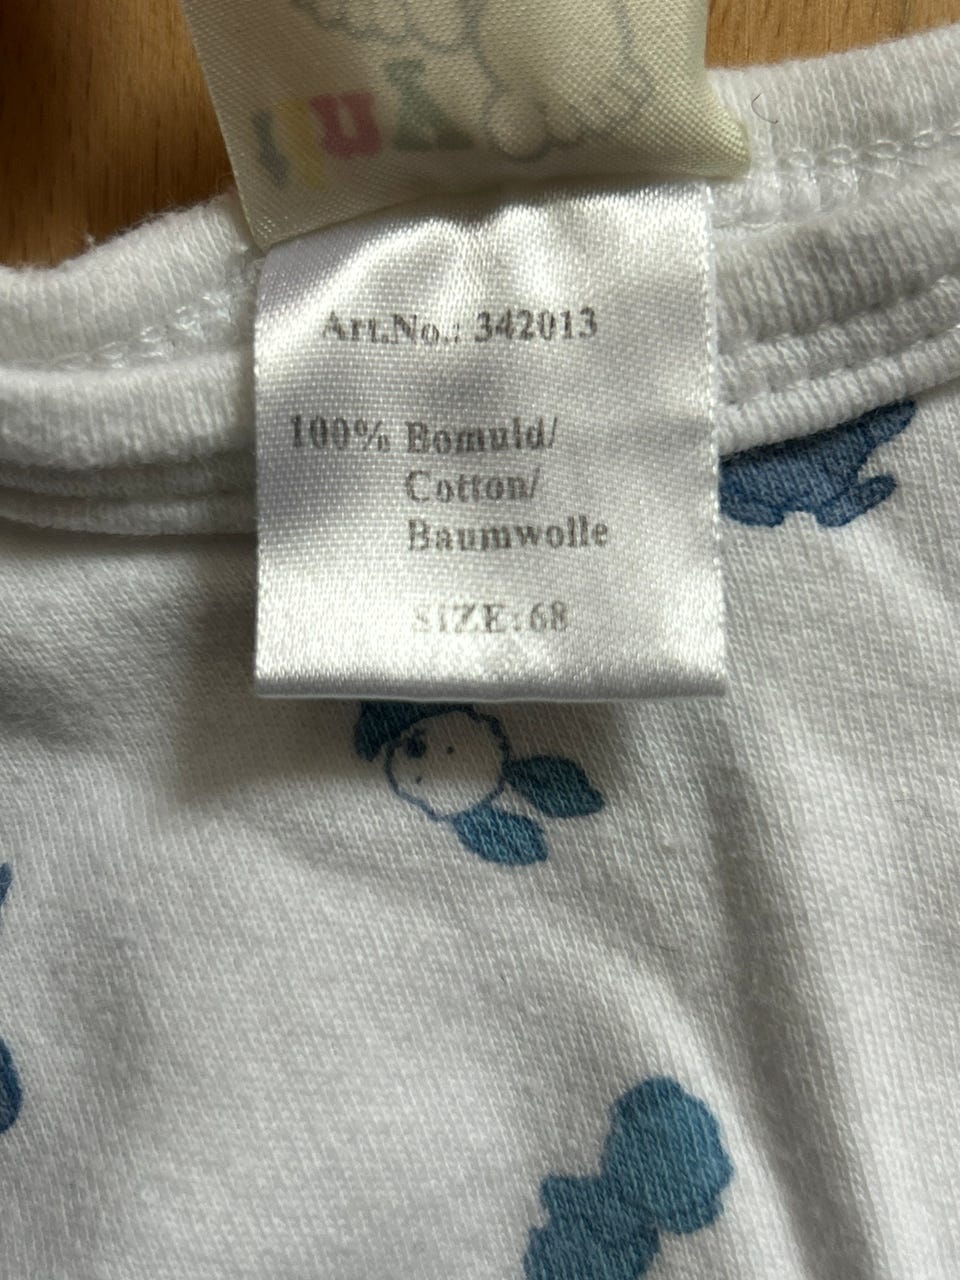 Art.No.: 342013
100% Bomuld/
Cotton/
Baumwolle
SIZE:68